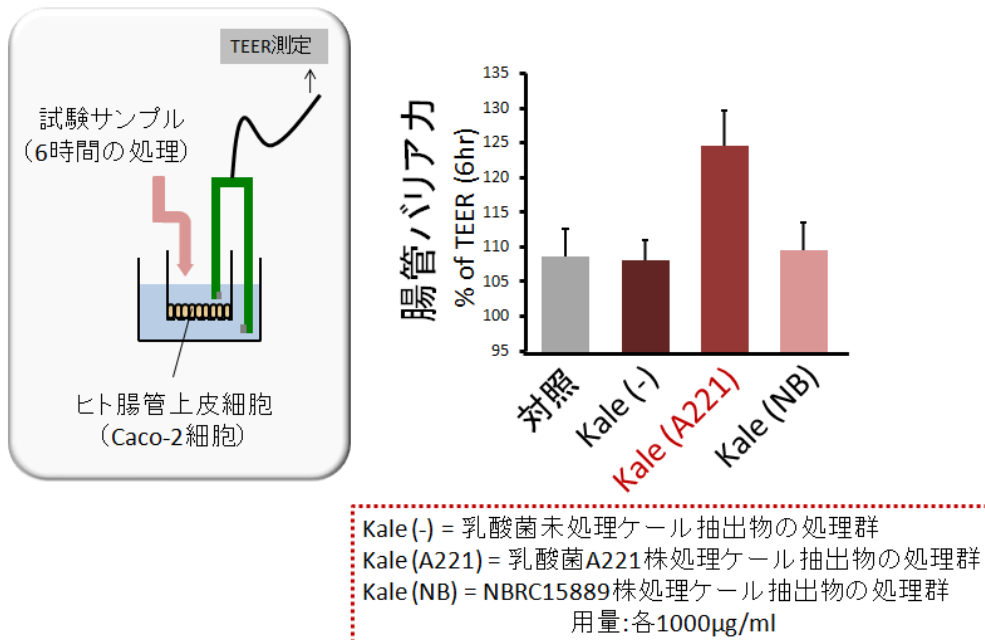 TEER測定
試験サンプル
(6時間の処理)
ヒト腸管上皮細胞
(Caco-2細胞)
腸管バリア力
% of TEER (6hr)
135
130
125
120
115
110
105
100
95
対照
Kale (-)
Kale (A221)
Kale (NB)
Kale (-) = 乳酸菌未処理ケール抽出物の処理群
Kale (A221) = 乳酸菌A221株処理ケール抽出物の処理群
Kale (NB) = NBRC15889株処理ケール抽出物の処理群
用量:各1000µg/ml